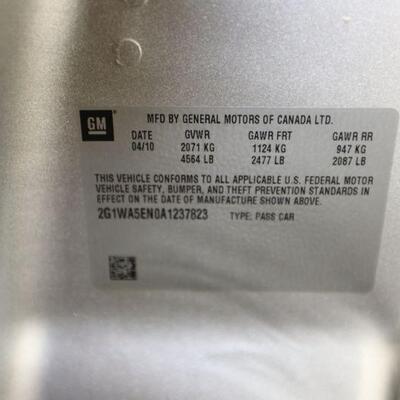 GM
MFD BY GENERAL MOTORS OF CANADA LTD.
DATE GVWR GAWR FRT GAWR RR
04/10 2071 KG 1124 KG 947 KG
4564 LB 2477 LB 2087 LB
THIS VEHICLE CONFORMS TO ALL APPLICABLE U.S. FEDERAL MOTOR
VEHICLE SAFETY, BUMPER, AND THEFT PREVENTION STANDARDS IN
EFFECT ON THE DATE OF MANUFACTURE SHOWN ABOVE.
2G1WA5EN0A1237823 TYPE: PASS CAR